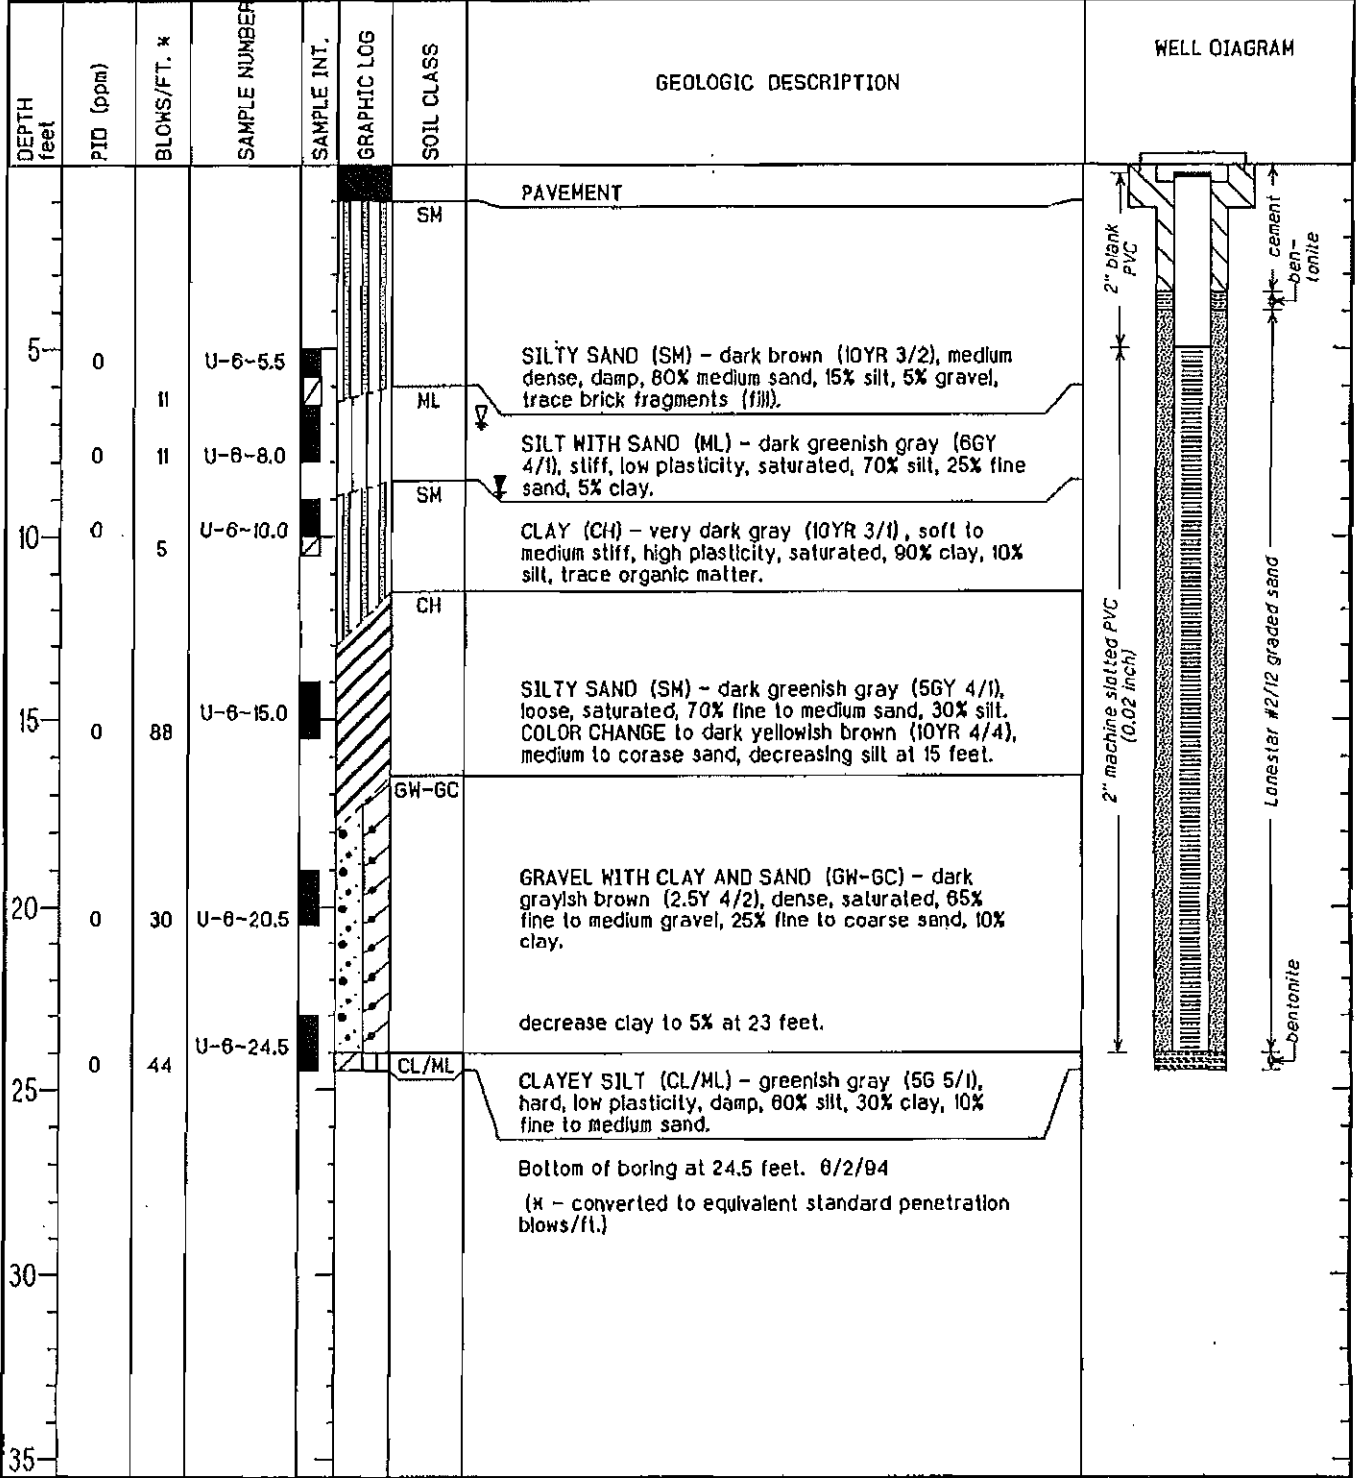 DEPTH feet
PID (ppm)
BLOWS/FT. *
SAMPLE NUMBER
SAMPLE INT.
GRAPHIC LOG
SOIL CLASS
GEOLOGIC DESCRIPTION
WELL DIAGRAM
PAVEMENT
SM
2" blank PVC
cement
ben-
tonite
5
0
11
U-6-5.5
SILTY SAND (SM) - dark brown (10YR 3/2), medium
dense, damp, 80% medium sand, 15% silt, 5% gravel,
trace brick fragments (fill).
ML
0
11
U-6-8.0
SILT WITH SAND (ML) - dark greenish gray (6GY
4/1), stiff, low plasticity, saturated, 70% silt, 25% fine
sand, 5% clay.
SM
10
0
5
U-6-10.0
CLAY (CH) - very dark gray (10YR 3/1), soft to
medium stiff, high plasticity, saturated, 90% clay, 10%
silt, trace organic matter.
CH
2" machine slotted PVC
(0.02 inch)
Lonestar #2/12 graded sand
15
0
88
U-6-15.0
SILTY SAND (SM) - dark greenish gray (5GY 4/1),
loose, saturated, 70% fine to medium sand, 30% silt.
COLOR CHANGE to dark yellowish brown (10YR 4/4),
medium to corase sand, decreasing silt at 15 feet.
GW-GC
20
0
30
U-6-20.5
GRAVEL WITH CLAY AND SAND (GW-GC) - dark
grayish brown (2.5Y 4/2), dense, saturated, 65%
fine to medium gravel, 25% fine to coarse sand, 10%
clay.
decrease clay to 5% at 23 feet.
bentonite
U-6-24.5
0
44
CL/ML
25
CLAYEY SILT (CL/ML) - greenish gray (5G 5/1),
hard, low plasticity, damp, 60% silt, 30% clay, 10%
fine to medium sand.
Bottom of boring at 24.5 feet. 6/2/94
(* - converted to equivalent standard penetration
blows/ft.)
30
35